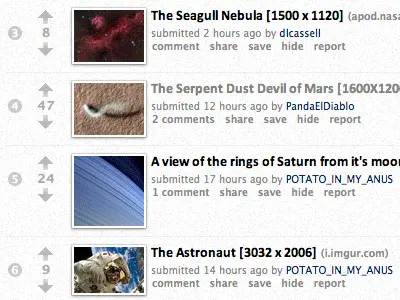 The Seagull Nebula [1500 x 1120] (apod.nasa
3
8
submitted 2 hours ago by dlcassell
comment share save hide report
The Serpent Dust Devil of Mars [1600X120
4
47
submitted 12 hours ago by PandaElDiablo
2 comments share save hide report
A view of the rings of Saturn from it's moon
5
24
submitted 17 hours ago by POTATO_IN_MY_ANUS
1 comment share save hide report
The Astronaut [3032 x 2006] (i.imgur.com)
6
9
submitted 14 hours ago by POTATO_IN_MY_ANUS
comment share save hide report